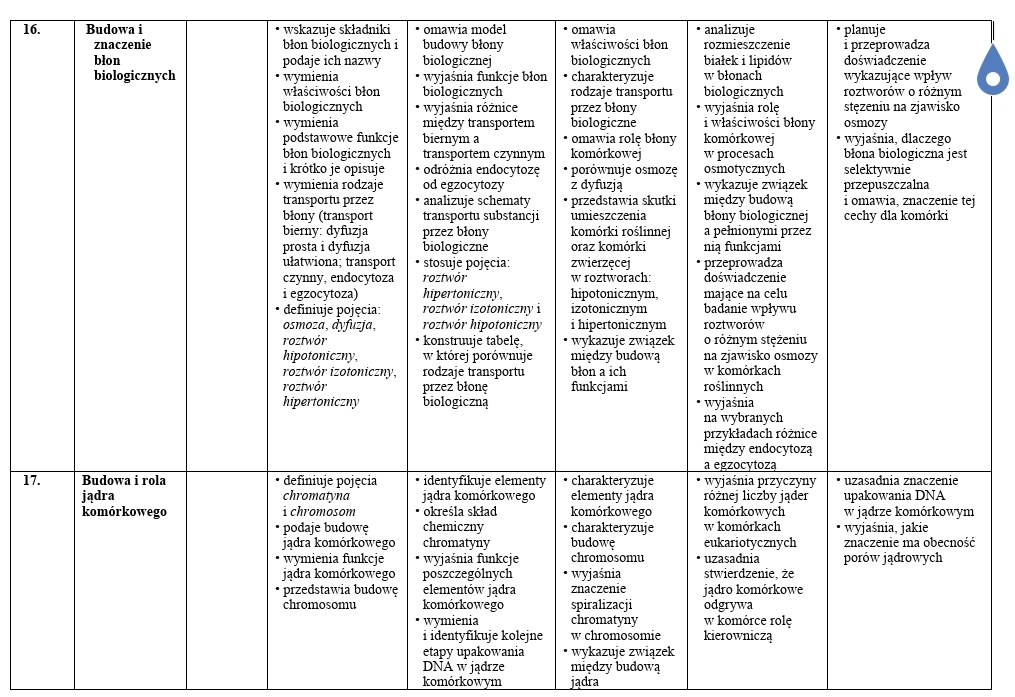 16.
Budowa i
znaczenie
błon
biologicznych
• wskazuje składniki
błon biologicznych i
podaje ich nazwy
• wymienia
właściwości błon
biologicznych
• wymienia
podstawowe funkcje
błon biologicznych
i krótko je opisuje
• wymienia rodzaje
transportu przez
błony (transport
bierny: dyfuzja
prosta i dyfuzja
ułatwiona; transport
czynny, endocytoza
i egzocytoza)
• definiuje pojęcia:
osmoza, dyfuzja,
roztwór
hipotoniczny,
roztwór izotoniczny,
roztwór
hipertoniczny
• omawia model
budowy błony
biologicznej
• wyjaśnia funkcje błon
biologicznych
• wyjaśnia różnice
między transportem
biernym a
transportem czynnym
• odróżnia endocytozę
od egzocytozy
• analizuje schematy
transportu substancji
przez błony
biologiczne
• stosuje pojęcia:
roztwór
hipertoniczny,
roztwór izotoniczny i
roztwór hipotoniczny
• konstruuje tabelę,
w której porównuje
rodzaje transportu
przez błonę
biologiczną
• omawia
właściwości błon
biologicznych
• charakteryzuje
rodzaje transportu
przez błony
biologiczne
• omawia rolę błony
komórkowej
• porównuje osmozę
z dyfuzją
• przedstawia skutki
umieszczenia
komórki roślinnej
oraz komórki
zwierzęcej
w roztworach:
hipotonicznym,
izotonicznym
i hipertonicznym
• wykazuje związek
między budową
błon a ich
funkcjami
• analizuje
rozmieszczenie
białek i lipidów
w błonach
biologicznych
• wyjaśnia rolę
i właściwości błony
komórkowej
w procesach
osmotycznych
• wykazuje związek
między budową
błony biologicznej
a pełnionymi przez
nią funkcjami
• przeprowadza
doświadczenie
mające na celu
badanie wpływu
roztworów
o różnym stężeniu
na zjawisko osmozy
w komórkach
roślinnych
• wyjaśnia
na wybranych
przykładach różnice
między endocytozą
a egzocytozą
• planuje
i przeprowadza
doświadczenie
wykazujące wpływ
roztworów o różnym
stęzeniu na zjawisko
osmozy
• wyjaśnia, dlaczego
błona biologiczna jest
selektywnie
przepuszczalna
i omawia, znaczenie tej
cechy dla komórki
17.
Budowa i rola
jądra
komórkowego
• definiuje pojęcia
chromatyna
i chromosom
• podaje budowę
jądra komórkowego
• wymienia funkcje
jądra komórkowego
• przedstawia budowę
chromosomu
• identyfikuje elementy
jądra komórkowego
• określa skład
chemiczny
chromatyny
• wyjaśnia funkcje
poszczególnych
elementów jądra
komórkowego
• wymienia
i identyfikuje kolejne
etapy upakowania
DNA w jądrze
komórkowym
• charakteryzuje
elementy jądra
komórkowego
• charakteryzuje
budowę
chromosomu
• wyjaśnia
znaczenie
spiralizacji
chromatyny
w chromosomie
• wykazuje związek
między budową
jądra
• wyjaśnia przyczyny
różnej liczby jąder
komórkowych
w komórkach
eukariotycznych
• uzasadnia
stwierdzenie, że
jądro komórkowe
odgrywa
w komórce rolę
kierowniczą
• uzasadnia znaczenie
upakowania DNA
w jądrze komórkowym
• wyjaśnia, jakie
znaczenie ma obecność
porów jądrowych